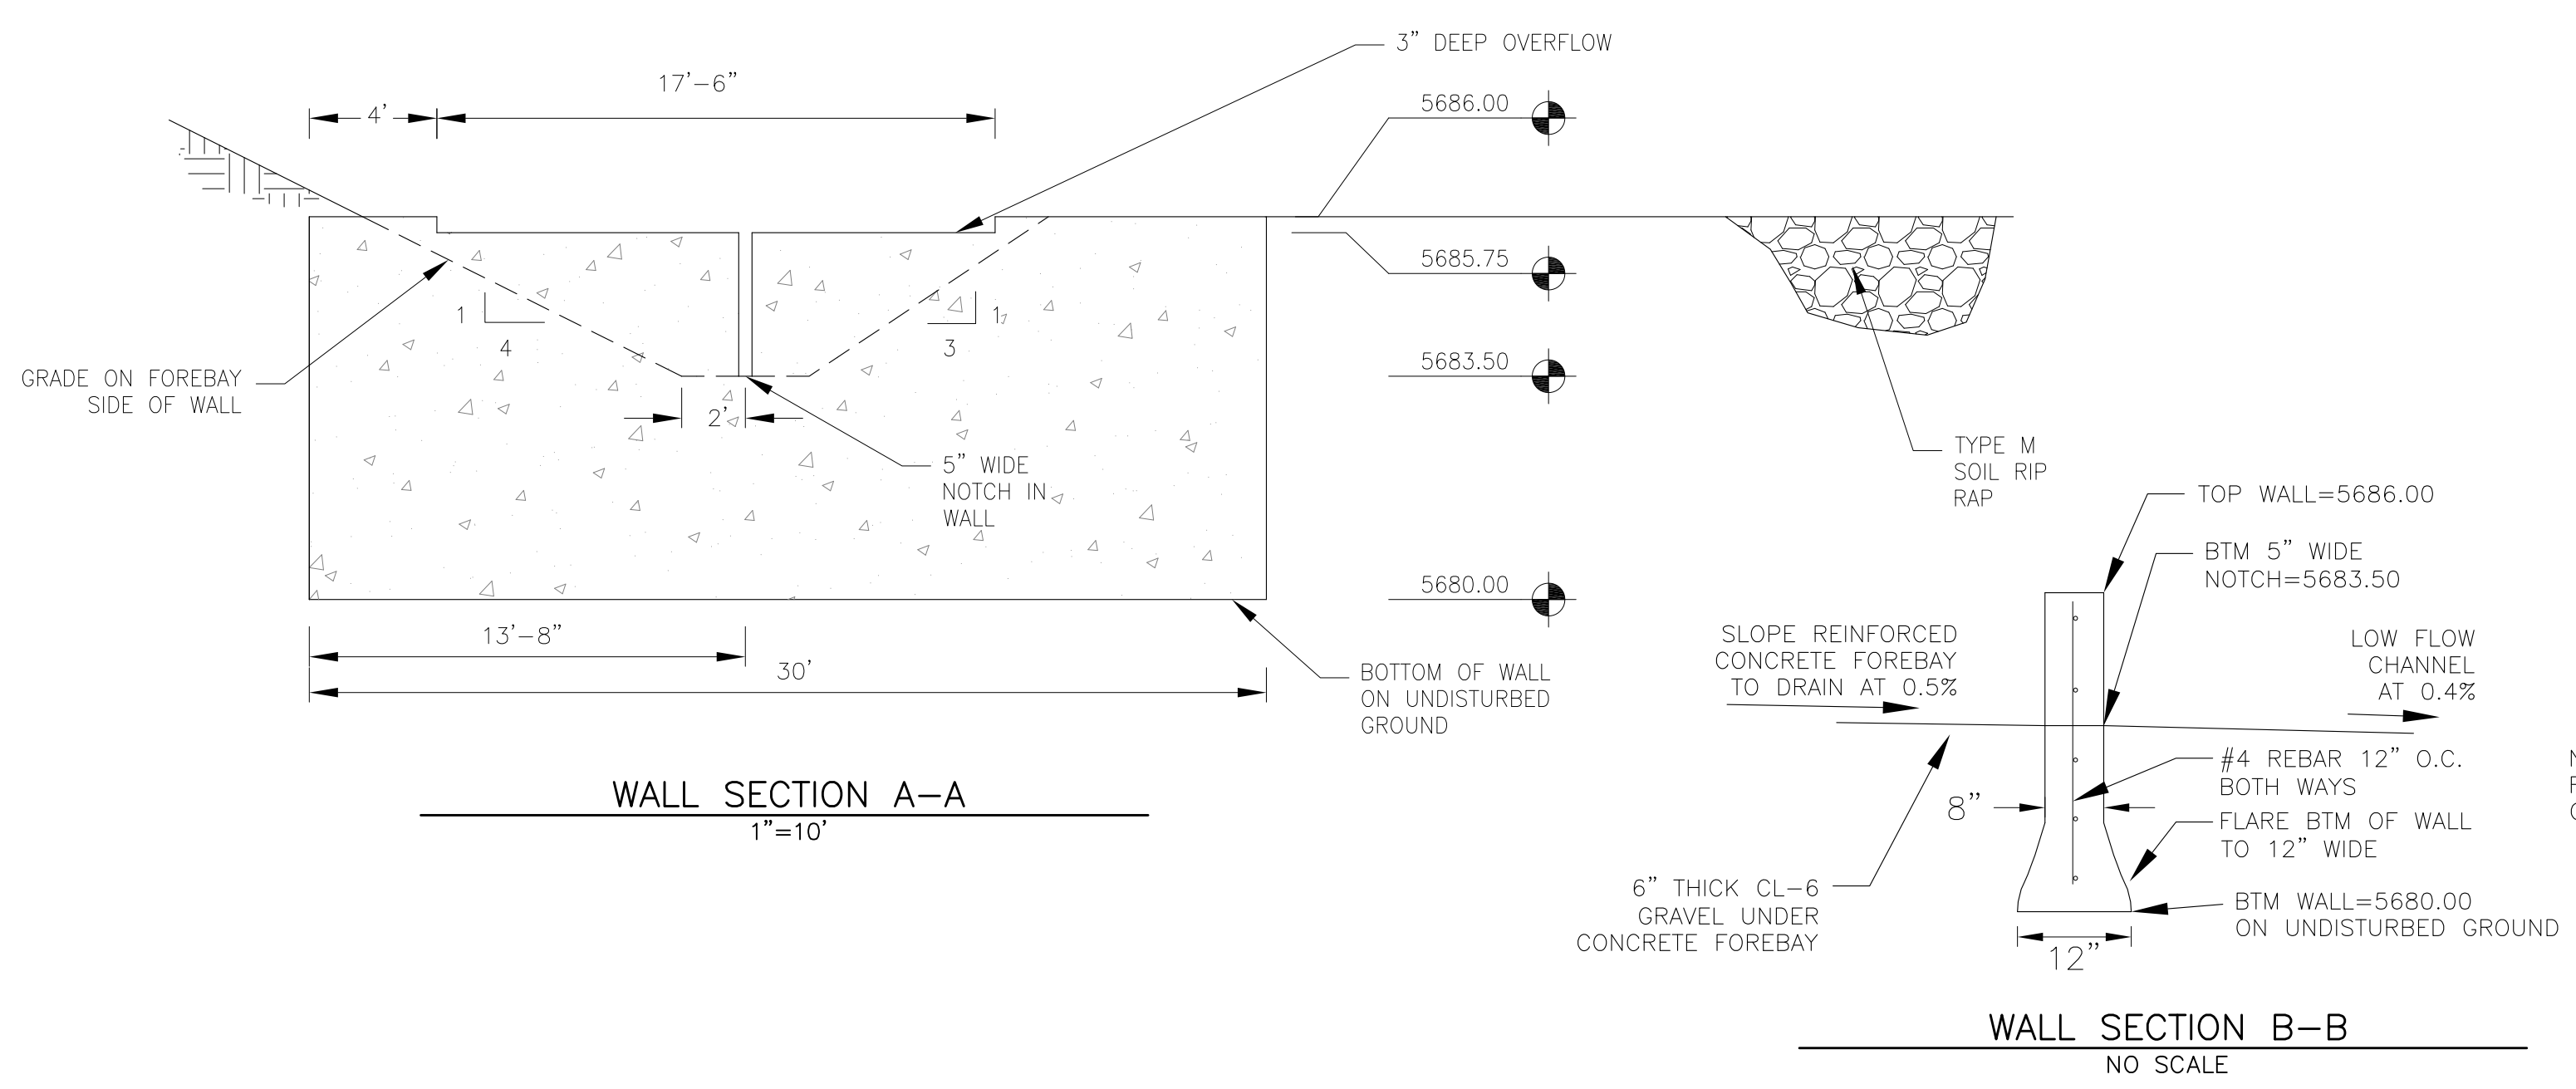 3" DEEP OVERFLOW
17'-6"
4'
5686.00
5685.75
1
4
1
3
5683.50
GRADE ON FOREBAY
SIDE OF WALL
2'
5" WIDE
NOTCH IN
WALL
TYPE M
SOIL RIP
RAP
5680.00
13'-8"
30'
BOTTOM OF WALL
ON UNDISTURBED
GROUND
WALL SECTION A-A
1"=10'
TOP WALL=5686.00
BTM 5" WIDE
NOTCH=5683.50
SLOPE REINFORCED
CONCRETE FOREBAY
TO DRAIN AT 0.5%
LOW FLOW
CHANNEL
AT 0.4%
#4 REBAR 12" O.C.
BOTH WAYS
8"
FLARE BTM OF WALL
TO 12" WIDE
6" THICK CL-6
GRAVEL UNDER
CONCRETE FOREBAY
BTM WALL=5680.00
ON UNDISTURBED GROUND
12"
WALL SECTION B-B
NO SCALE